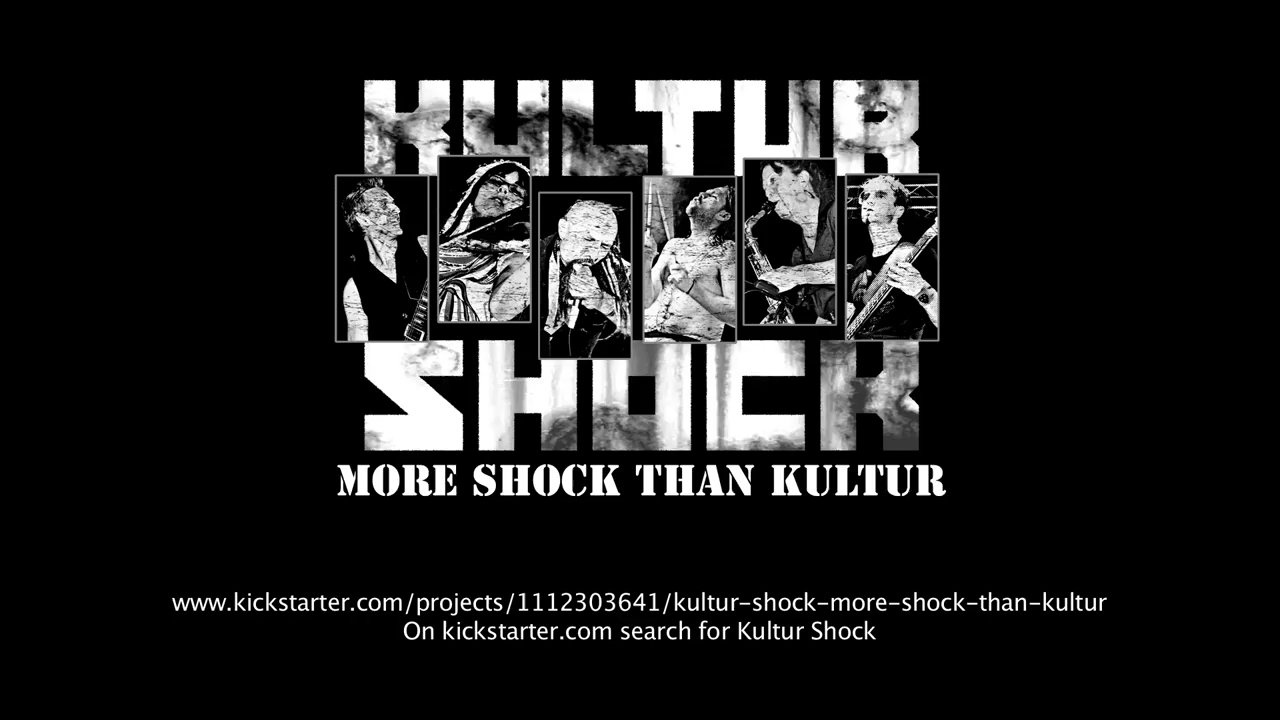 KULTUR
SHOCK
MORE SHOCK THAN KULTUR
www.kickstarter.com/projects/1112303641/kultur-shock-more-shock-than-kultur
On kickstarter.com search for Kultur Shock